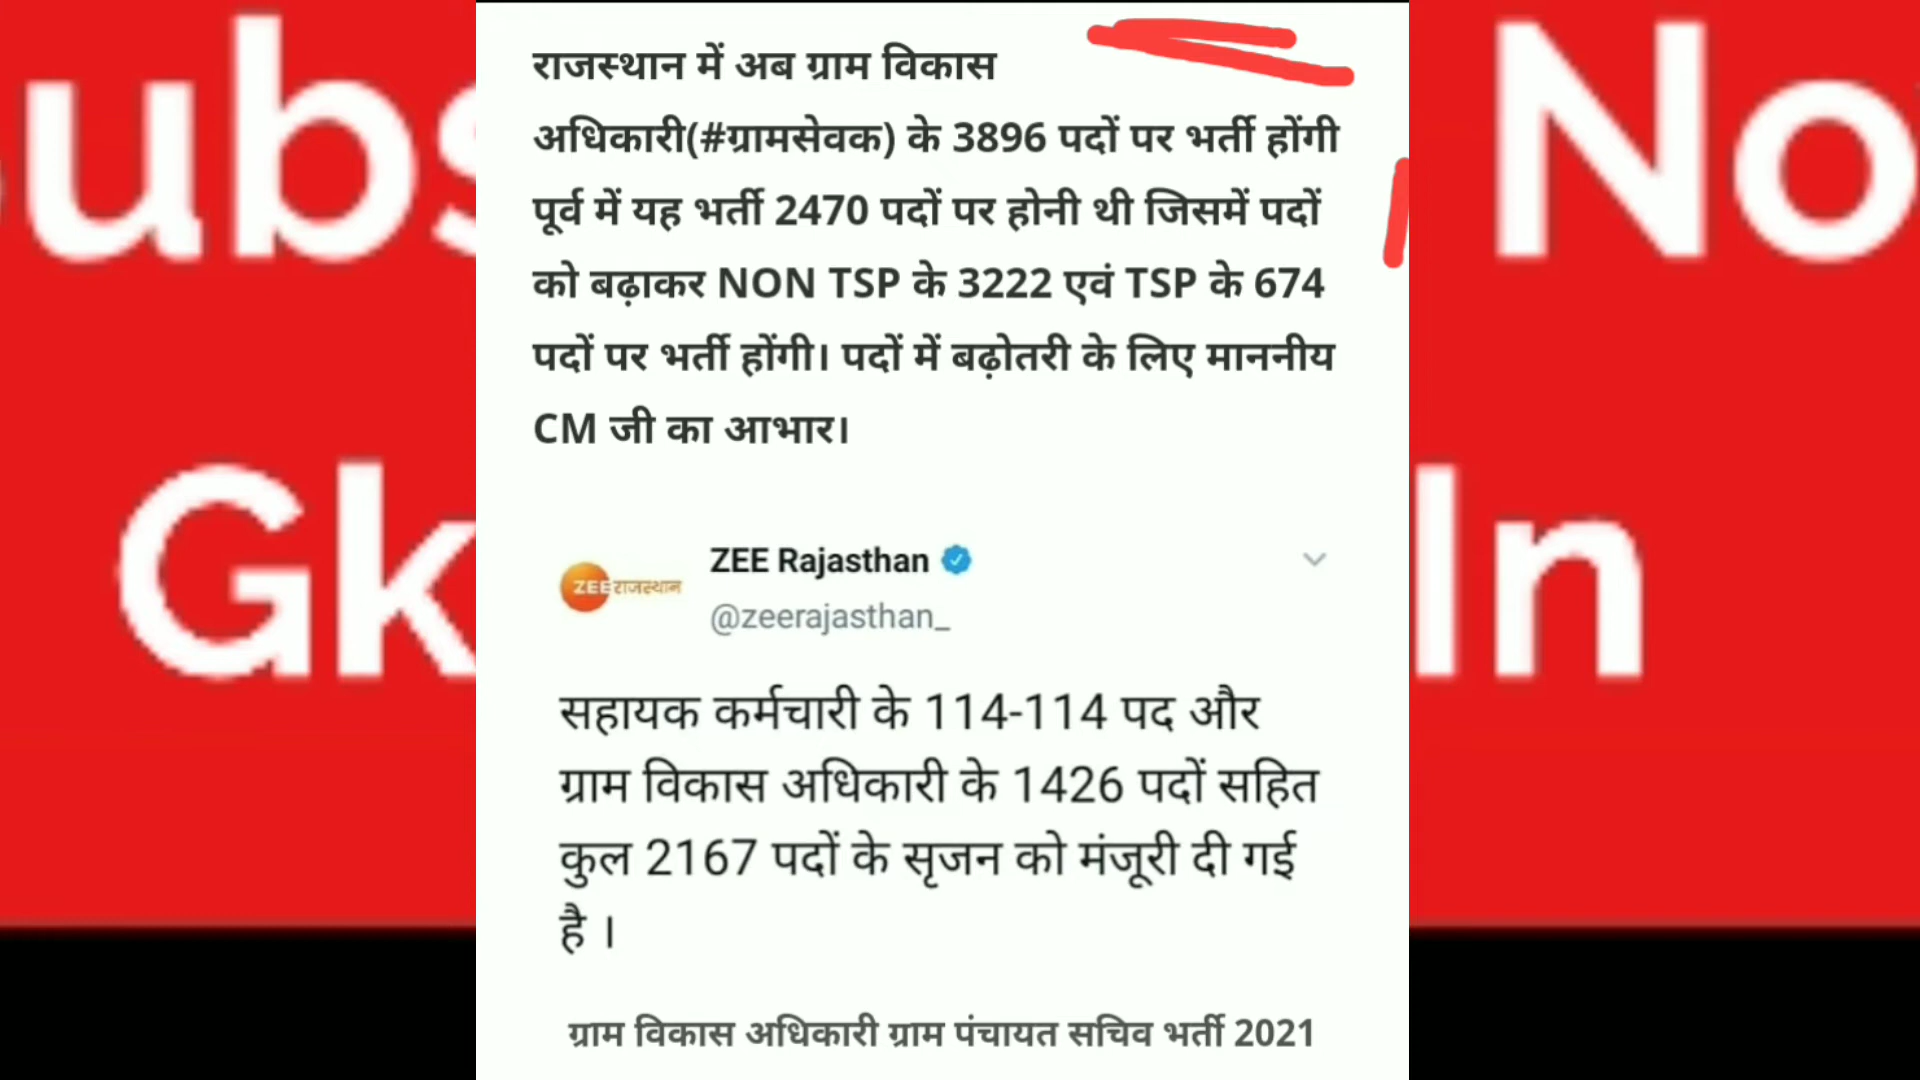 ubs
No
Gk
In
राजस्थान में अब ग्राम विकास
अधिकारी(#ग्रामसेवक) के 3896 पदों पर भर्ती होंगी
पूर्व में यह भर्ती 2470 पदों पर होनी थी जिसमें पदों
को बढ़ाकर NON TSP के 3222 एवं TSP के 674
पदों पर भर्ती होंगी। पदों में बढ़ोतरी के लिए माननीय
CM जी का आभार।
ZEE राजस्थान
ZEE Rajasthan
@zeerajasthan_
सहायक कर्मचारी के 114-114 पद और
ग्राम विकास अधिकारी के 1426 पदों सहित
कुल 2167 पदों के सृजन को मंजूरी दी गई
है ।
ग्राम विकास अधिकारी ग्राम पंचायत सचिव भर्ती 2021